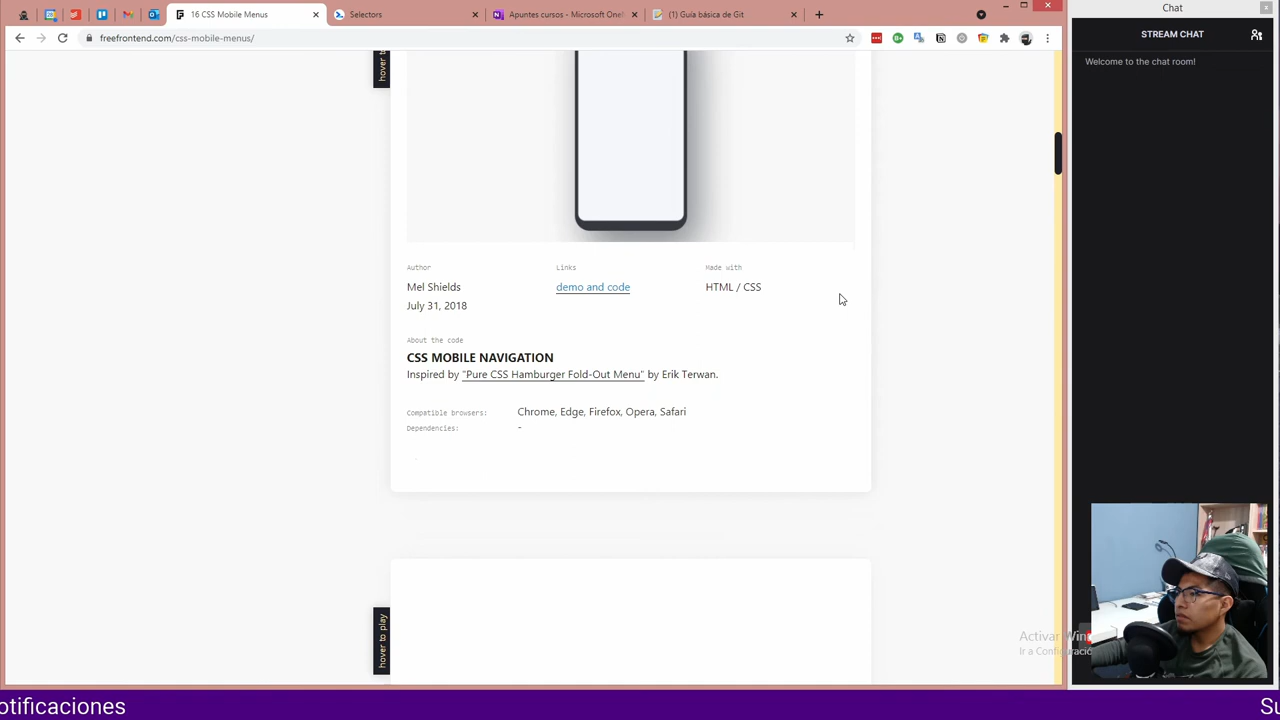 16 CSS Mobile Menus
Selectors
Apuntes cursos - Microsoft OneN
(1) Guía básica de Git
Chat
freefrontend.com/css-mobile-menus/
STREAM CHAT
Welcome to the chat room!
hover to
Author
Links
Made with
Mel Shields
demo and code
HTML / CSS
July 31, 2018
About the code
CSS MOBILE NAVIGATION
Inspired by "Pure CSS Hamburger Fold-Out Menu" by Erik Terwan.
Compatible browsers:
Chrome, Edge, Firefox, Opera, Safari
Dependencies:
-
hover to play
Activar Win
Ir a Configuració
otificaciones
Su